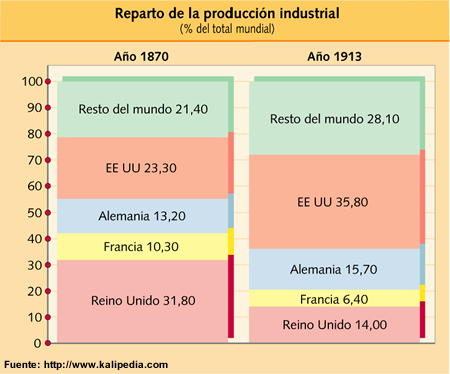 Reparto de la producción industrial
(% del total mundial)
Año 1870
Año 1913
100
90
80
70
60
50
40
30
20
10
0
Resto del mundo 21,40
EE UU 23,30
Alemania 13,20
Francia 10,30
Reino Unido 31,80
Resto del mundo 28,10
EE UU 35,80
Alemania 15,70
Francia 6,40
Reino Unido 14,00
Fuente: http://www.kalipedia.com